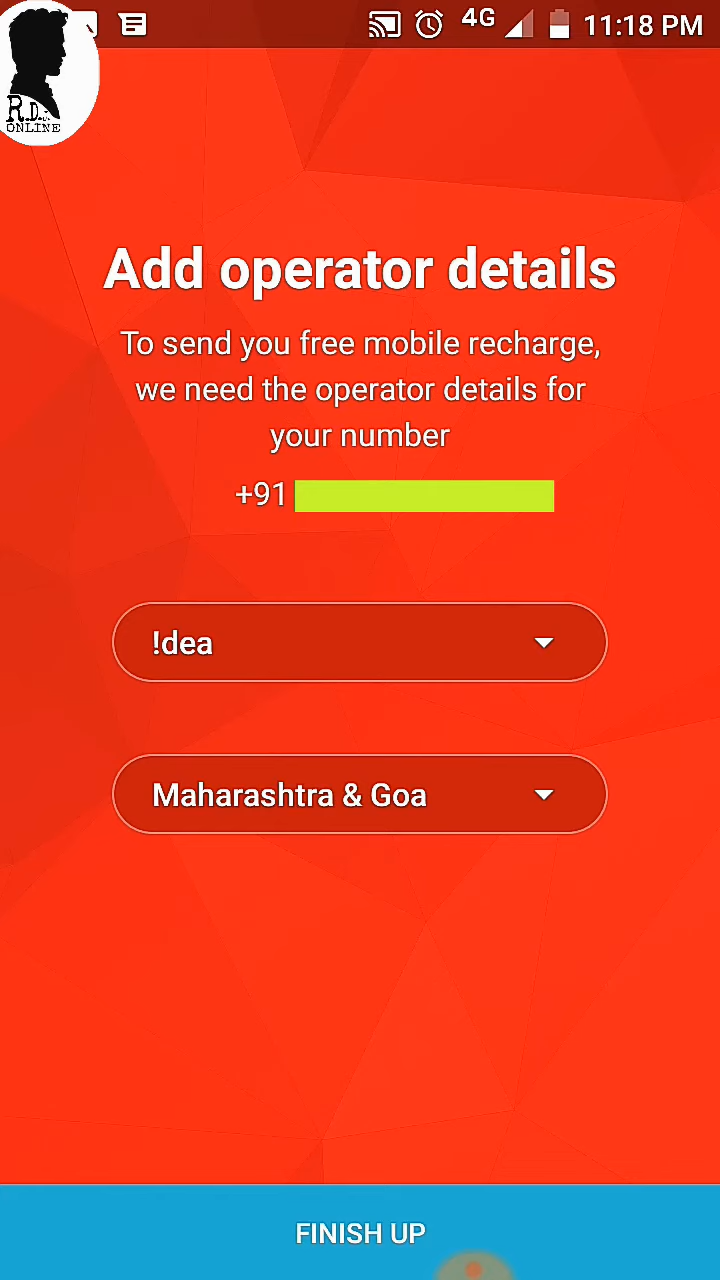 4G 11:18 PM
R.D.
ONLINE
Add operator details
To send you free mobile recharge,
we need the operator details for
your number
+91
!dea
Maharashtra & Goa
FINISH UP